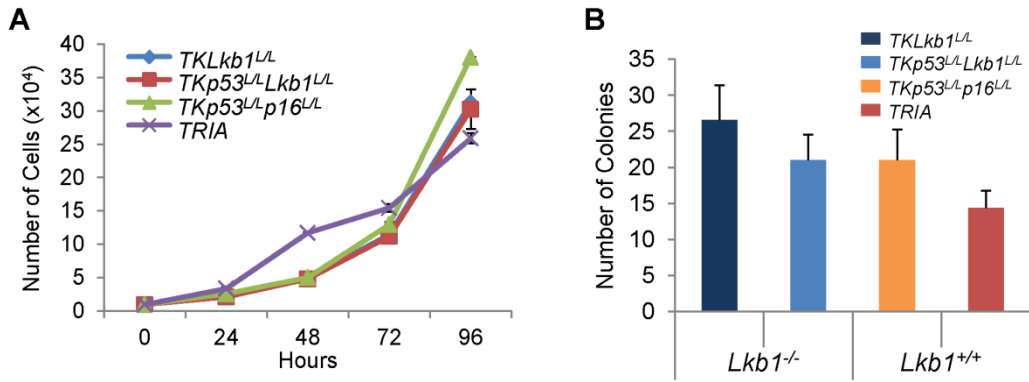 A
Number of Cells (x10⁴)
40
35
30
25
20
15
10
5
0
TKLkb1^L/L
TKp53^L/L Lkb1^L/L
TKp53^L/L p16^L/L
TRIA
0 24 48 72 96
Hours
B
Number of Colonies
35
30
25
20
15
10
5
0
TKLkb1^L/L
TKp53^L/L Lkb1^L/L
TKp53^L/L p16^L/L
TRIA
Lkb1^-/- Lkb1^+/+